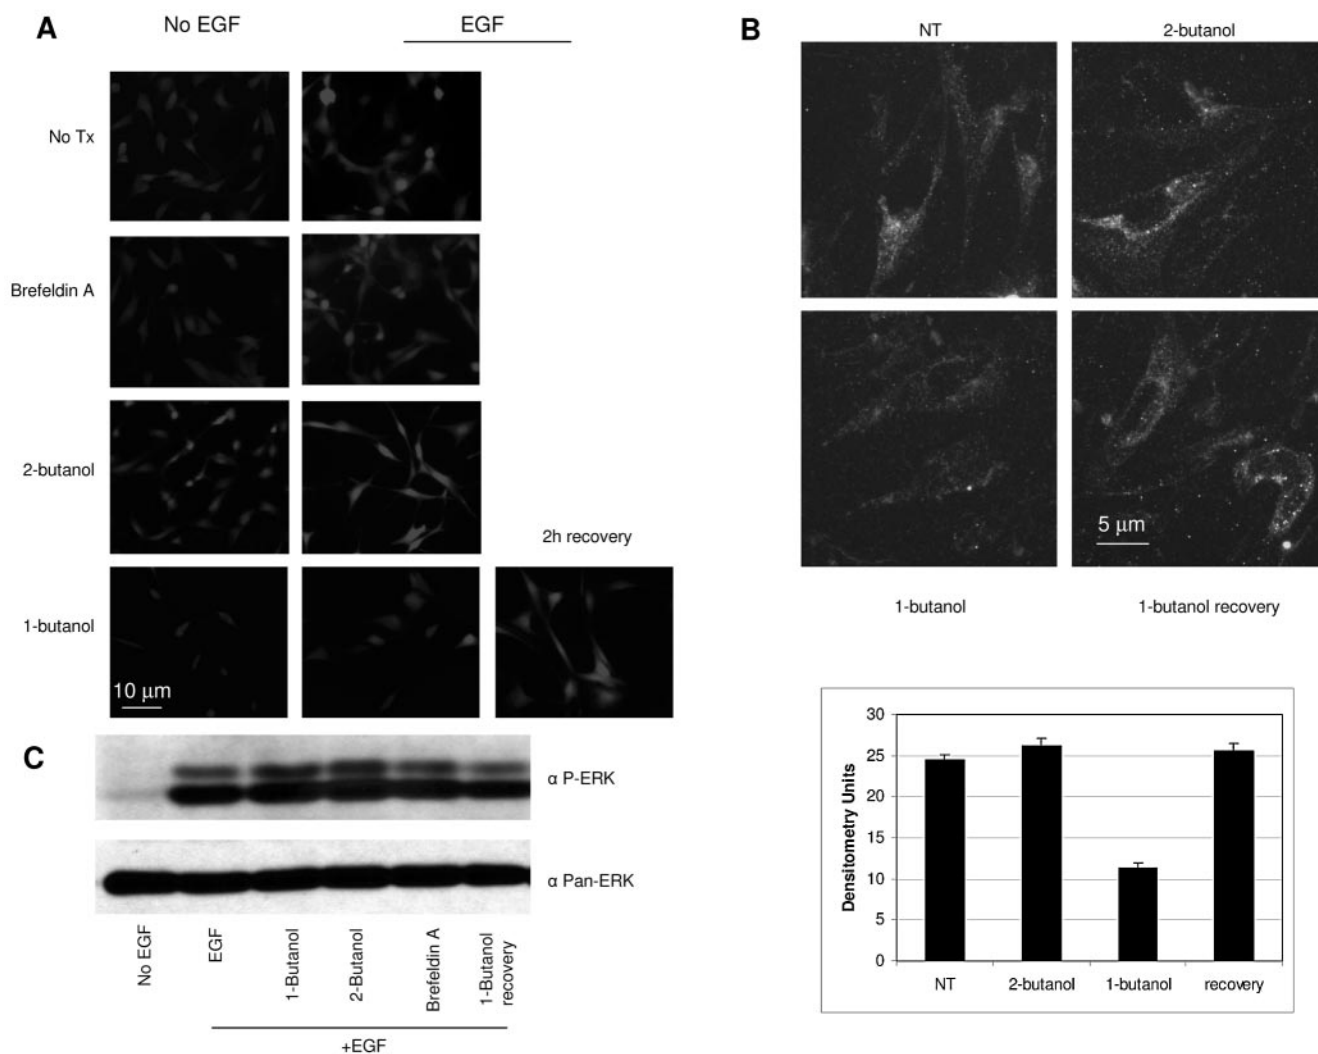 A
No EGF
EGF
No Tx
Brefeldin A
2-butanol
2h recovery
1-butanol
10 μm
B
NT
2-butanol
5 μm
1-butanol
1-butanol recovery
Densitometry Units
30
25
20
15
10
5
0
NT
2-butanol
1-butanol
recovery
C
α P-ERK
α Pan-ERK
No EGF
EGF
1-Butanol
2-Butanol
Brefeldin A
1-Butanol
recovery
+EGF